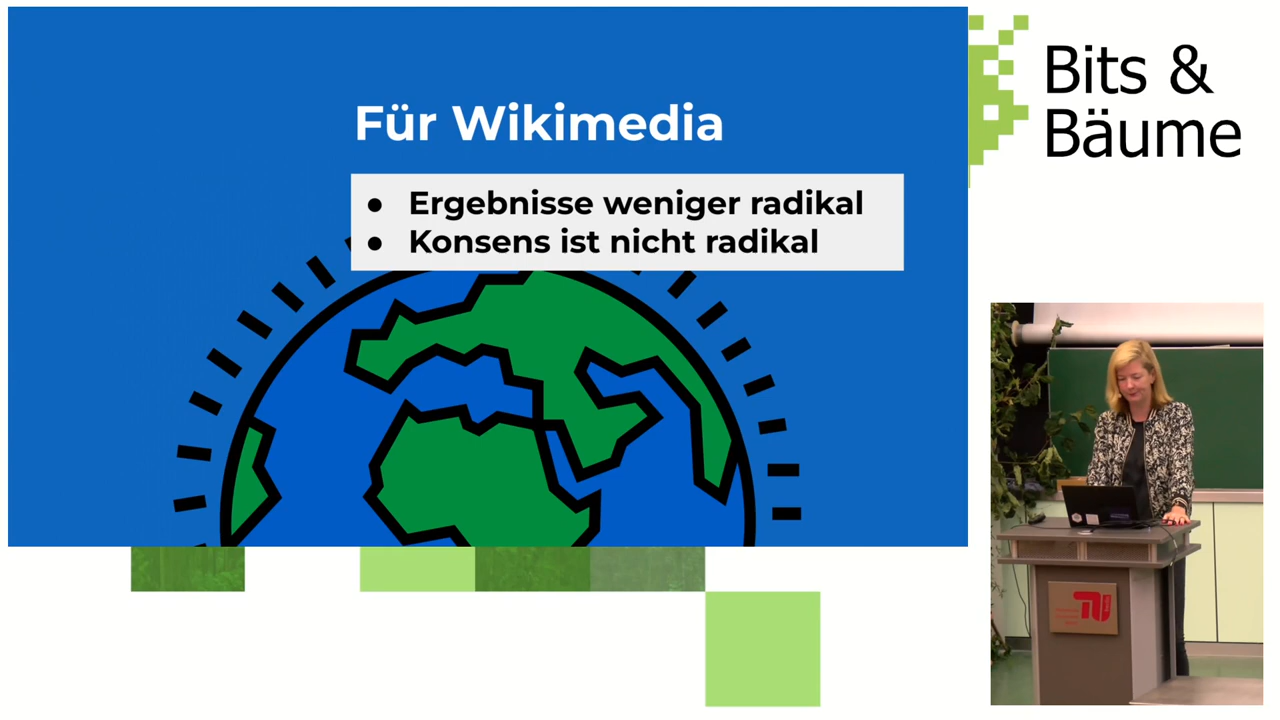 Für Wikimedia
● Ergebnisse weniger radikal
● Konsens ist nicht radikal
Bits &
Bäume